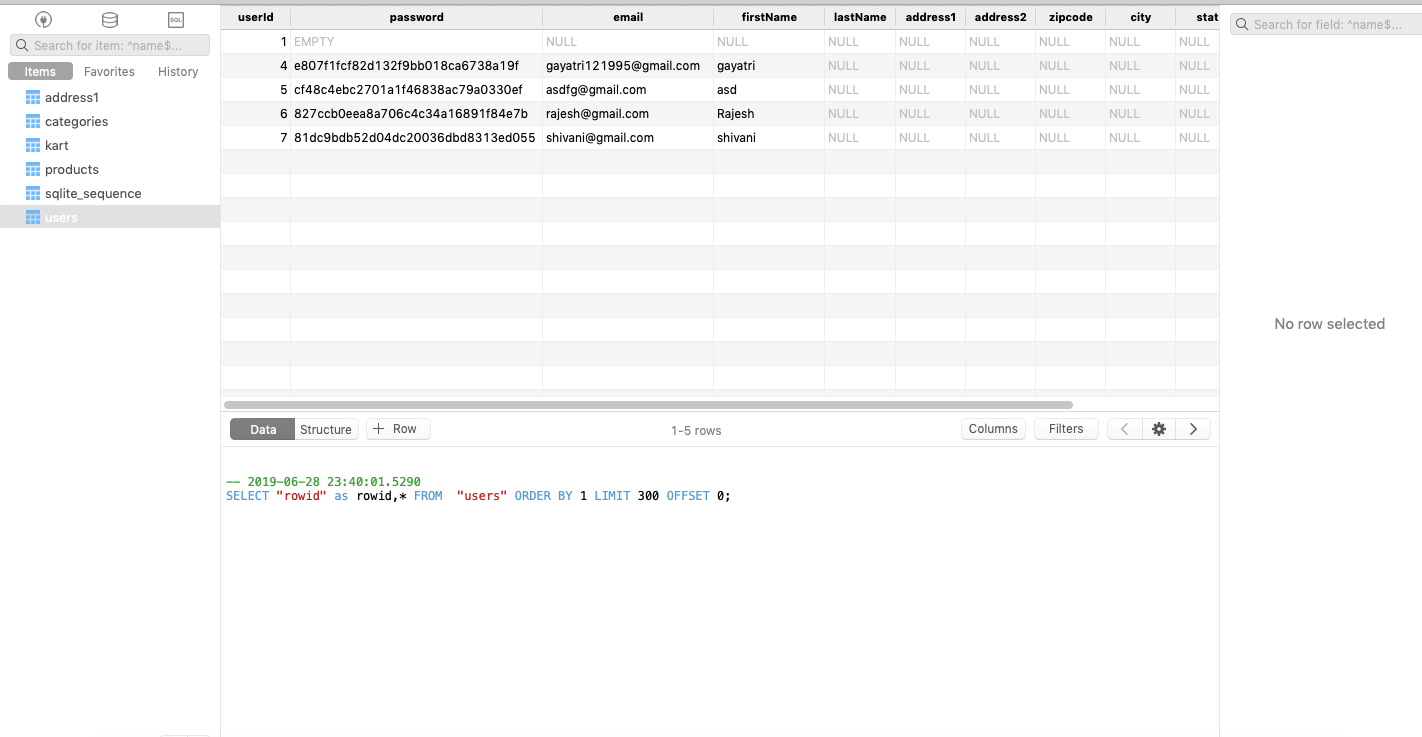 userId password email firstName lastName address1 address2 zipcode city stat
SQL
Search for item: ^name$...
Search for field: ^name$...
Items Favorites History
address1
categories
kart
products
sqlite_sequence
users
1 EMPTY NULL NULL NULL NULL NULL NULL NULL NULL
4 e807f1fcf82d132f9bb018ca6738a19f gayatri121995@gmail.com gayatri NULL NULL NULL NULL NULL NULL
5 cf48c4ebc2701a1f46838ac79a0330ef asdfg@gmail.com asd NULL NULL NULL NULL NULL NULL
6 827ccb0eea8a706c4c34a16891f84e7b rajesh@gmail.com Rajesh NULL NULL NULL NULL NULL NULL
7 81dc9bdb52d04dc20036dbd8313ed055 shivani@gmail.com shivani NULL NULL NULL NULL NULL NULL
No row selected
Data Structure + Row 1-5 rows Columns Filters
-- 2019-06-28 23:40:01.5290
SELECT "rowid" as rowid,* FROM "users" ORDER BY 1 LIMIT 300 OFFSET 0;